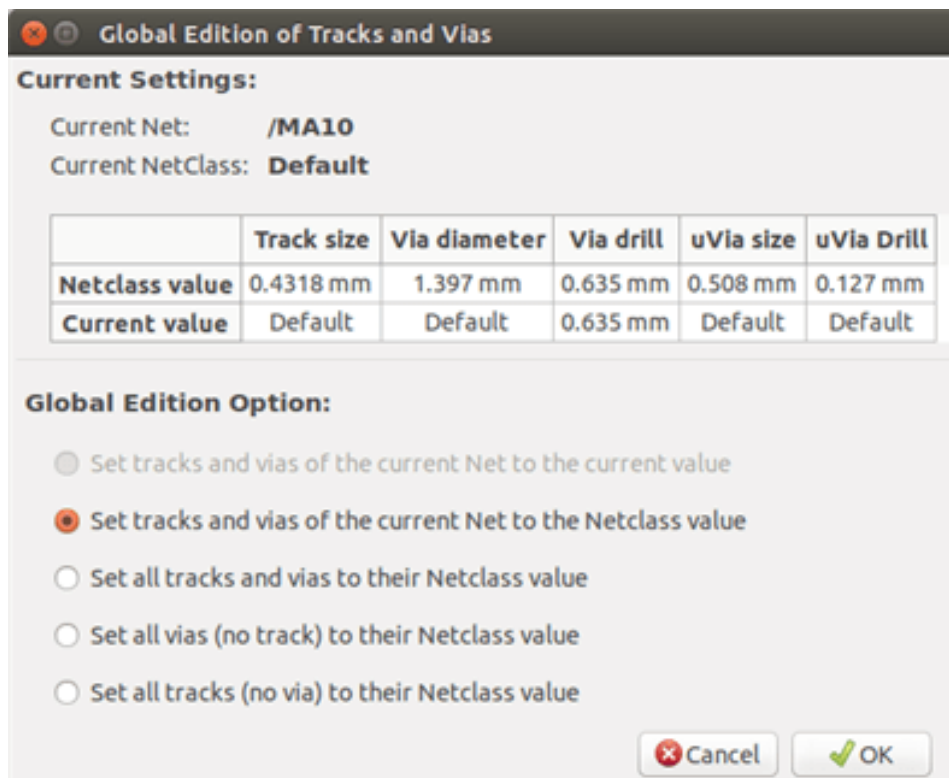 Global Edition of Tracks and Vias
Current Settings:
Current Net: /MA10
Current NetClass: Default
Track size Via diameter Via drill uVia size uVia Drill
Netclass value 0.4318 mm 1.397 mm 0.635 mm 0.508 mm 0.127 mm
Current value Default Default 0.635 mm Default Default
Global Edition Option:
Set tracks and vias of the current Net to the current value
Set tracks and vias of the current Net to the Netclass value
Set all tracks and vias to their Netclass value
Set all vias (no track) to their Netclass value
Set all tracks (no via) to their Netclass value
Cancel OK